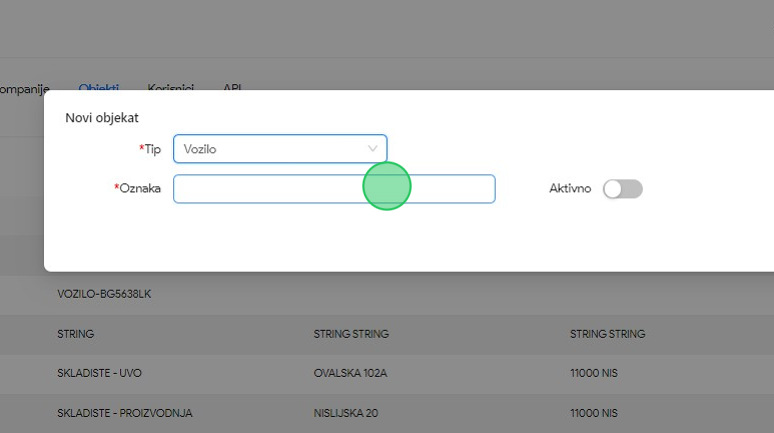 ompanije Objekti Korisnici API
Novi objekat
*Tip Vozilo
*Oznaka Aktivno
VOZILO-BG5638LK
STRING STRING STRING STRING STRING
SKLADISTE - UVO OVALSKA 102A 11000 NIS
SKLADISTE - PROIZVODNJA NISLIJSKA 20 11000 NIS